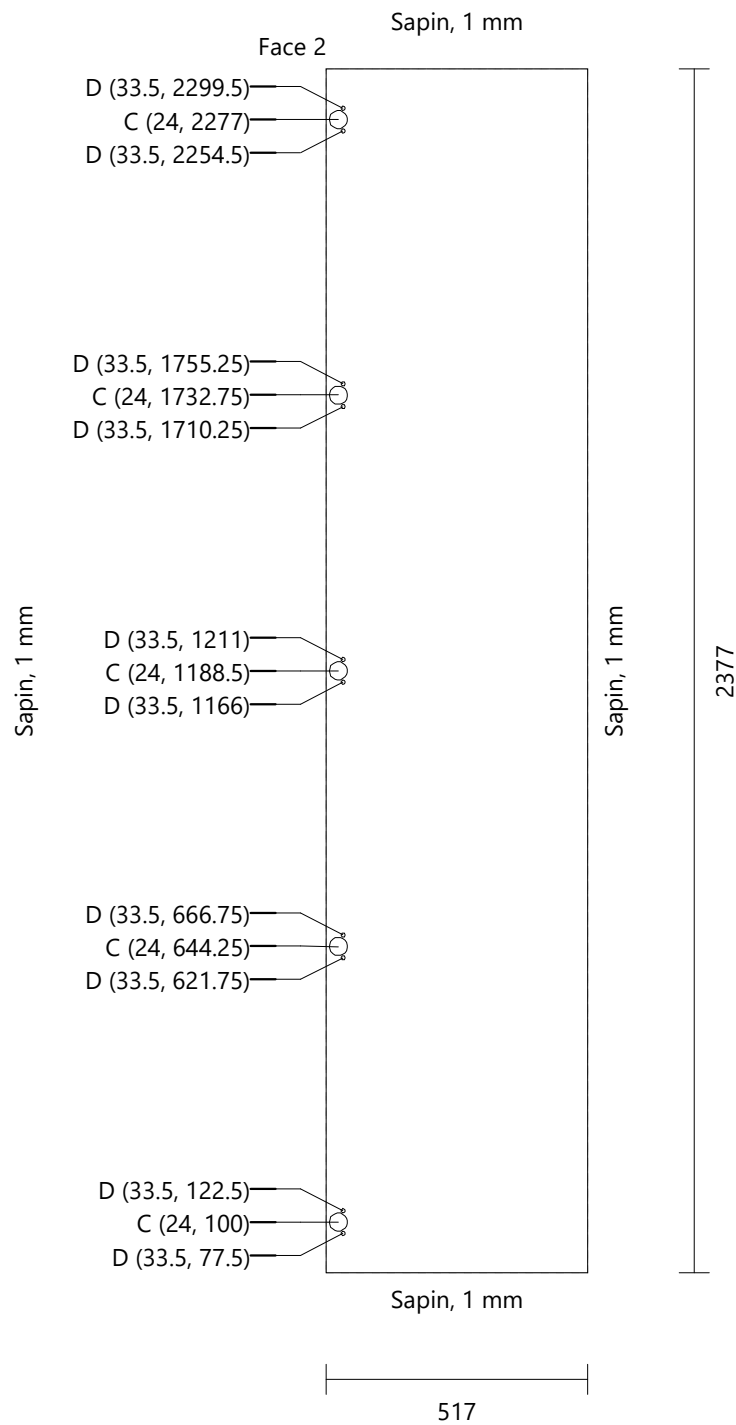 Sapin, 1 mm
Face 2
D (33.5, 2299.5)
C (24, 2277)
D (33.5, 2254.5)
D (33.5, 1755.25)
C (24, 1732.75)
D (33.5, 1710.25)
Sapin, 1 mm
D (33.5, 1211)
C (24, 1188.5)
D (33.5, 1166)
Sapin, 1 mm
2377
D (33.5, 666.75)
C (24, 644.25)
D (33.5, 621.75)
D (33.5, 122.5)
C (24, 100)
D (33.5, 77.5)
Sapin, 1 mm
517